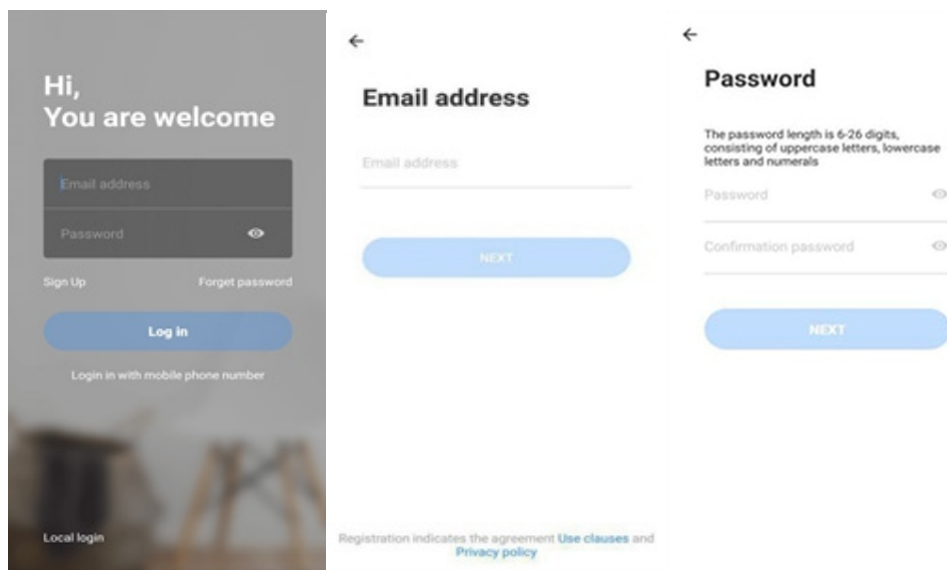 Hi,
You are welcome
Email address
Password
Sign Up
Forget password
Log in
Login in with mobile phone number
Local login
Email address
Email address
NEXT
Registration indicates the agreement Use clauses and
Privacy policy
Password
The password length is 6-26 digits,
consisting of uppercase letters, lowercase
letters and numerals
Password
Confirmation password
NEXT